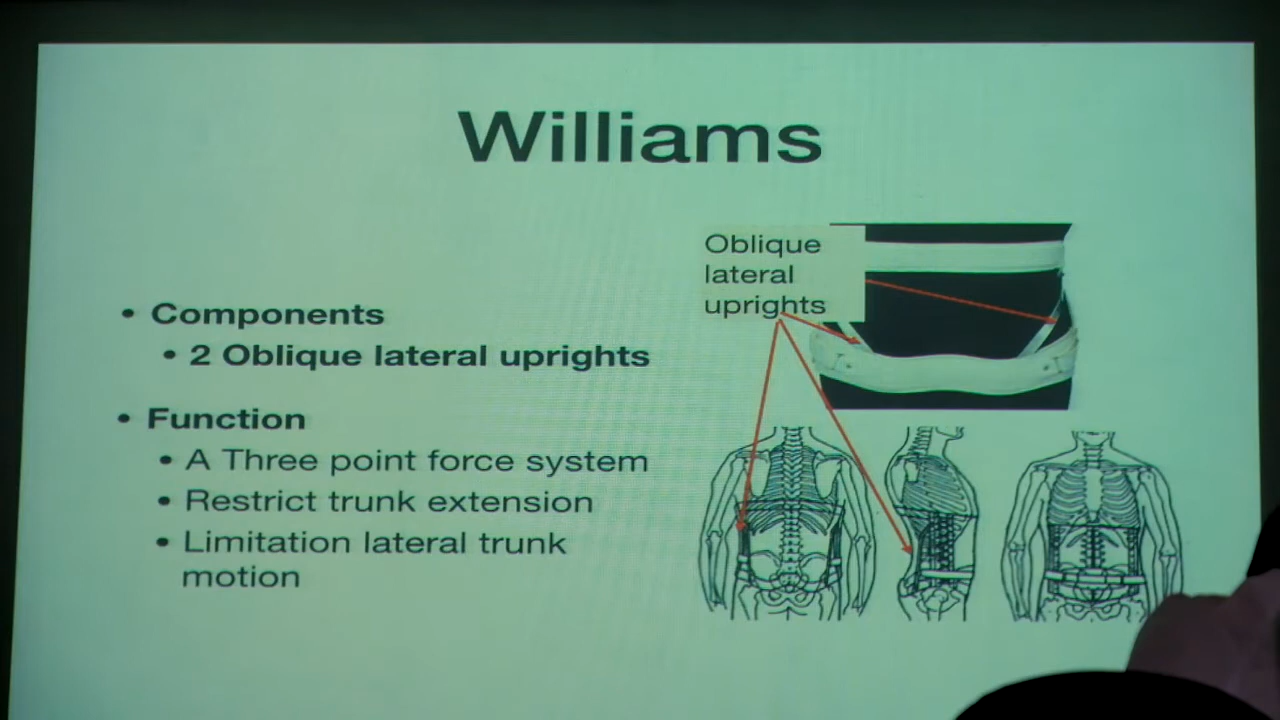 Williams
• Components
• 2 Oblique lateral uprights
• Function
• A Three point force system
• Restrict trunk extension
• Limitation lateral trunk
motion
Oblique
lateral
uprights